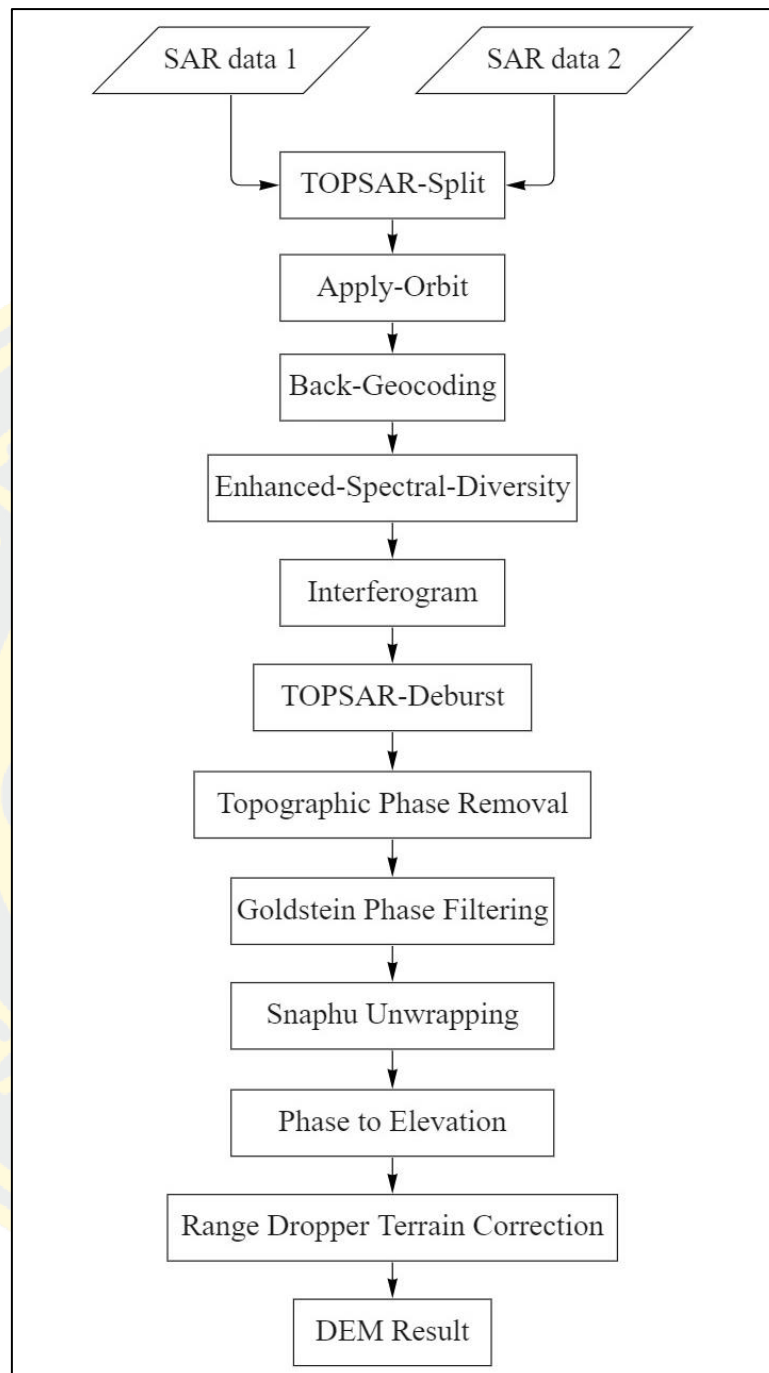 SAR data 1
SAR data 2
TOPSAR-Split
Apply-Orbit
Back-Geocoding
Enhanced-Spectral-Diversity
Interferogram
TOPSAR-Deburst
Topographic Phase Removal
Goldstein Phase Filtering
Snaphu Unwrapping
Phase to Elevation
Range Dropper Terrain Correction
DEM Result